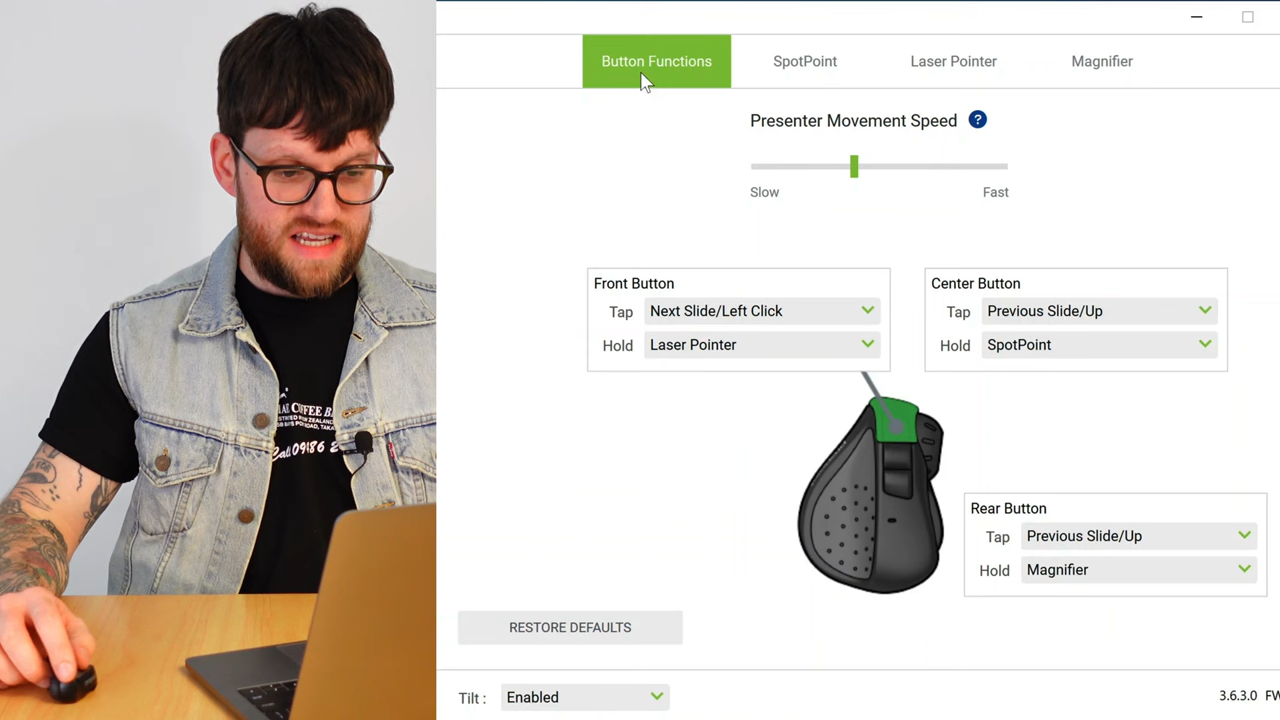 Button Functions
SpotPoint
Laser Pointer
Magnifier
Presenter Movement Speed ?
Slow
Fast
Front Button
Tap Next Slide/Left Click
Hold Laser Pointer
Center Button
Tap Previous Slide/Up
Hold SpotPoint
Rear Button
Tap Previous Slide/Up
Hold Magnifier
RESTORE DEFAULTS
Tilt : Enabled
3.6.3.0 FW
COFFEE
Call